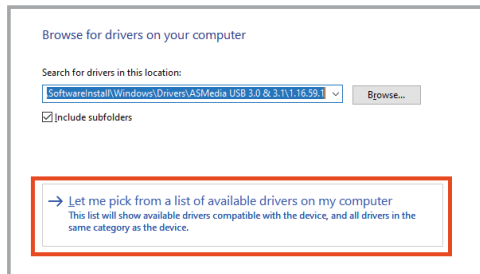 Browse for drivers on your computer
Search for drivers in this location:
SoftwareInstall\Windows\Drivers\ASMedia USB 3.0 & 3.1\1.16.59.1
Browse...
Include subfolders
Let me pick from a list of available drivers on my computer
This list will show available drivers compatible with the device, and all drivers in the
same category as the device.